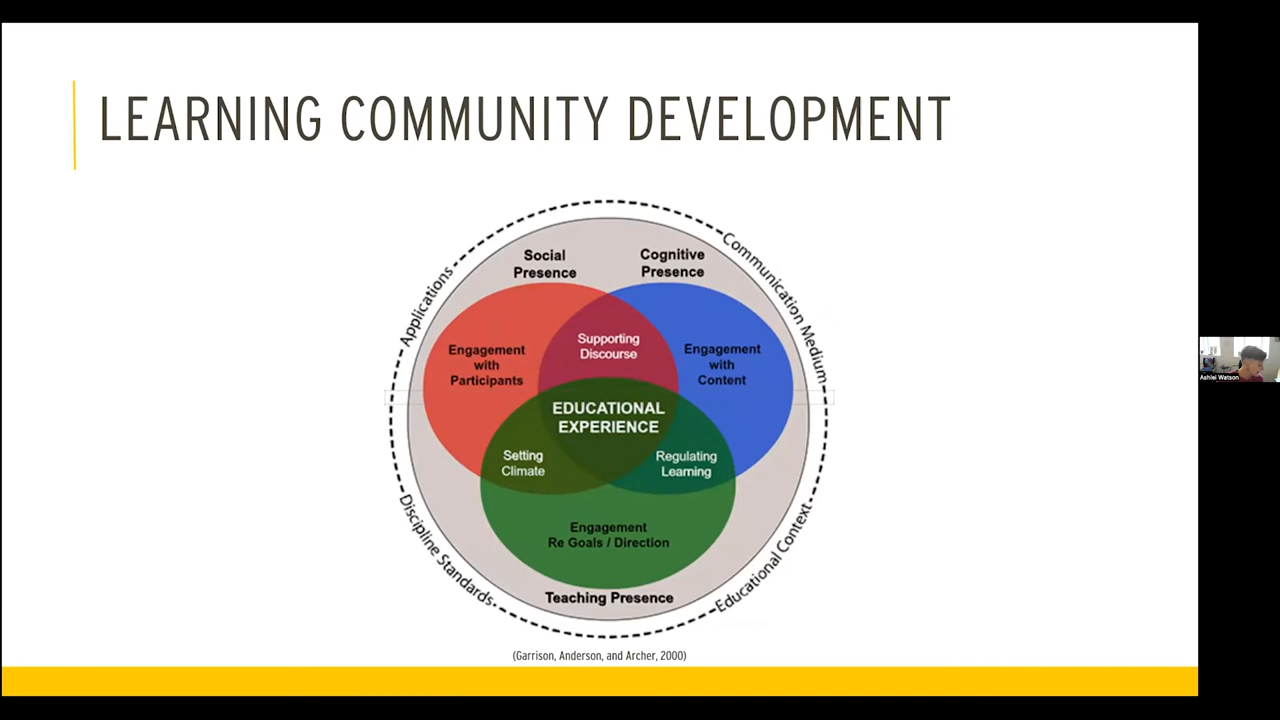 LEARNING COMMUNITY DEVELOPMENT
Social
Presence
Cognitive
Presence
Applications
Communication Medium
Supporting
Discourse
Engagement
with
Participants
Engagement
with
Content
EDUCATIONAL
EXPERIENCE
Setting
Climate
Regulating
Learning
Engagement
Re Goals / Direction
Discipline Standards
Educational Context
Teaching Presence
(Garrison, Anderson, and Archer, 2000)
Ashlei Watson